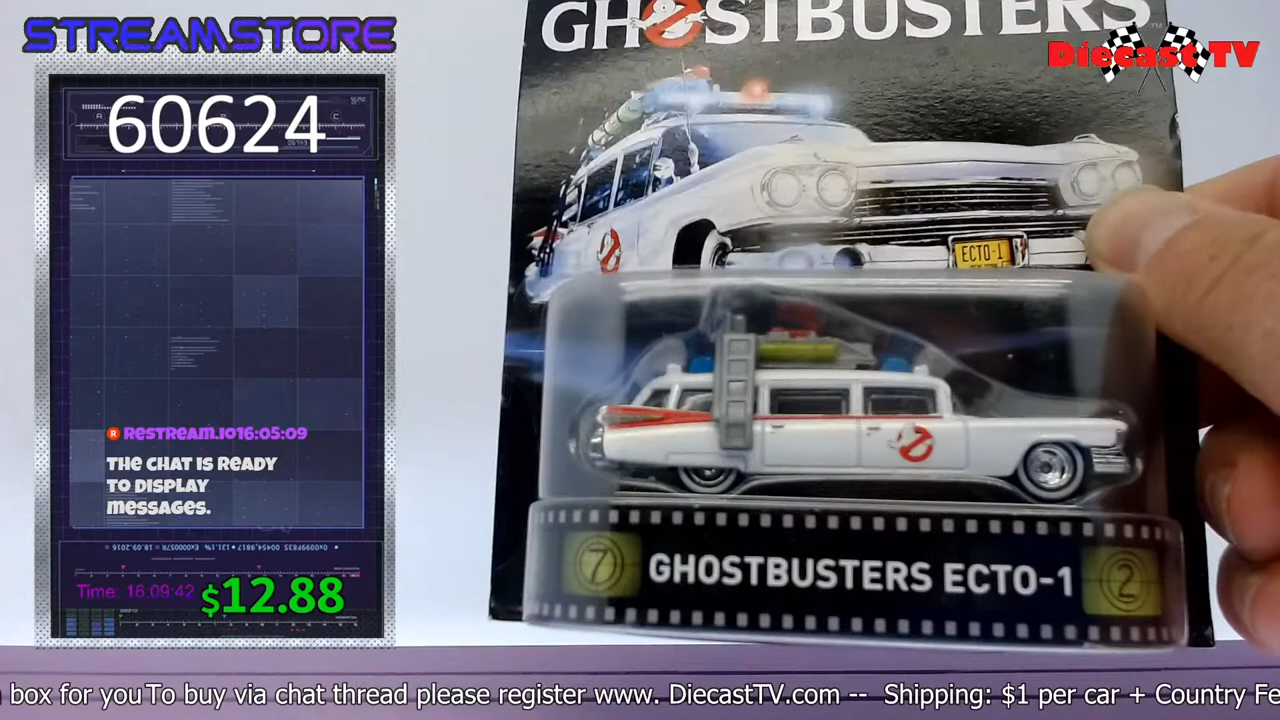 STREAMSTORE
60624
RESTREAM.IO16:05:09
THE CHAT IS READY
TO DISPLAY
MESSAGES.
Time: 16:09:42
$12.88
GHOSTBUSTERS
Diecast TV
ECTO-1
7
GHOSTBUSTERS ECTO-1
2
box for you To buy via chat thread please register www. DiecastTV.com -- Shipping: $1 per car + Country Fe